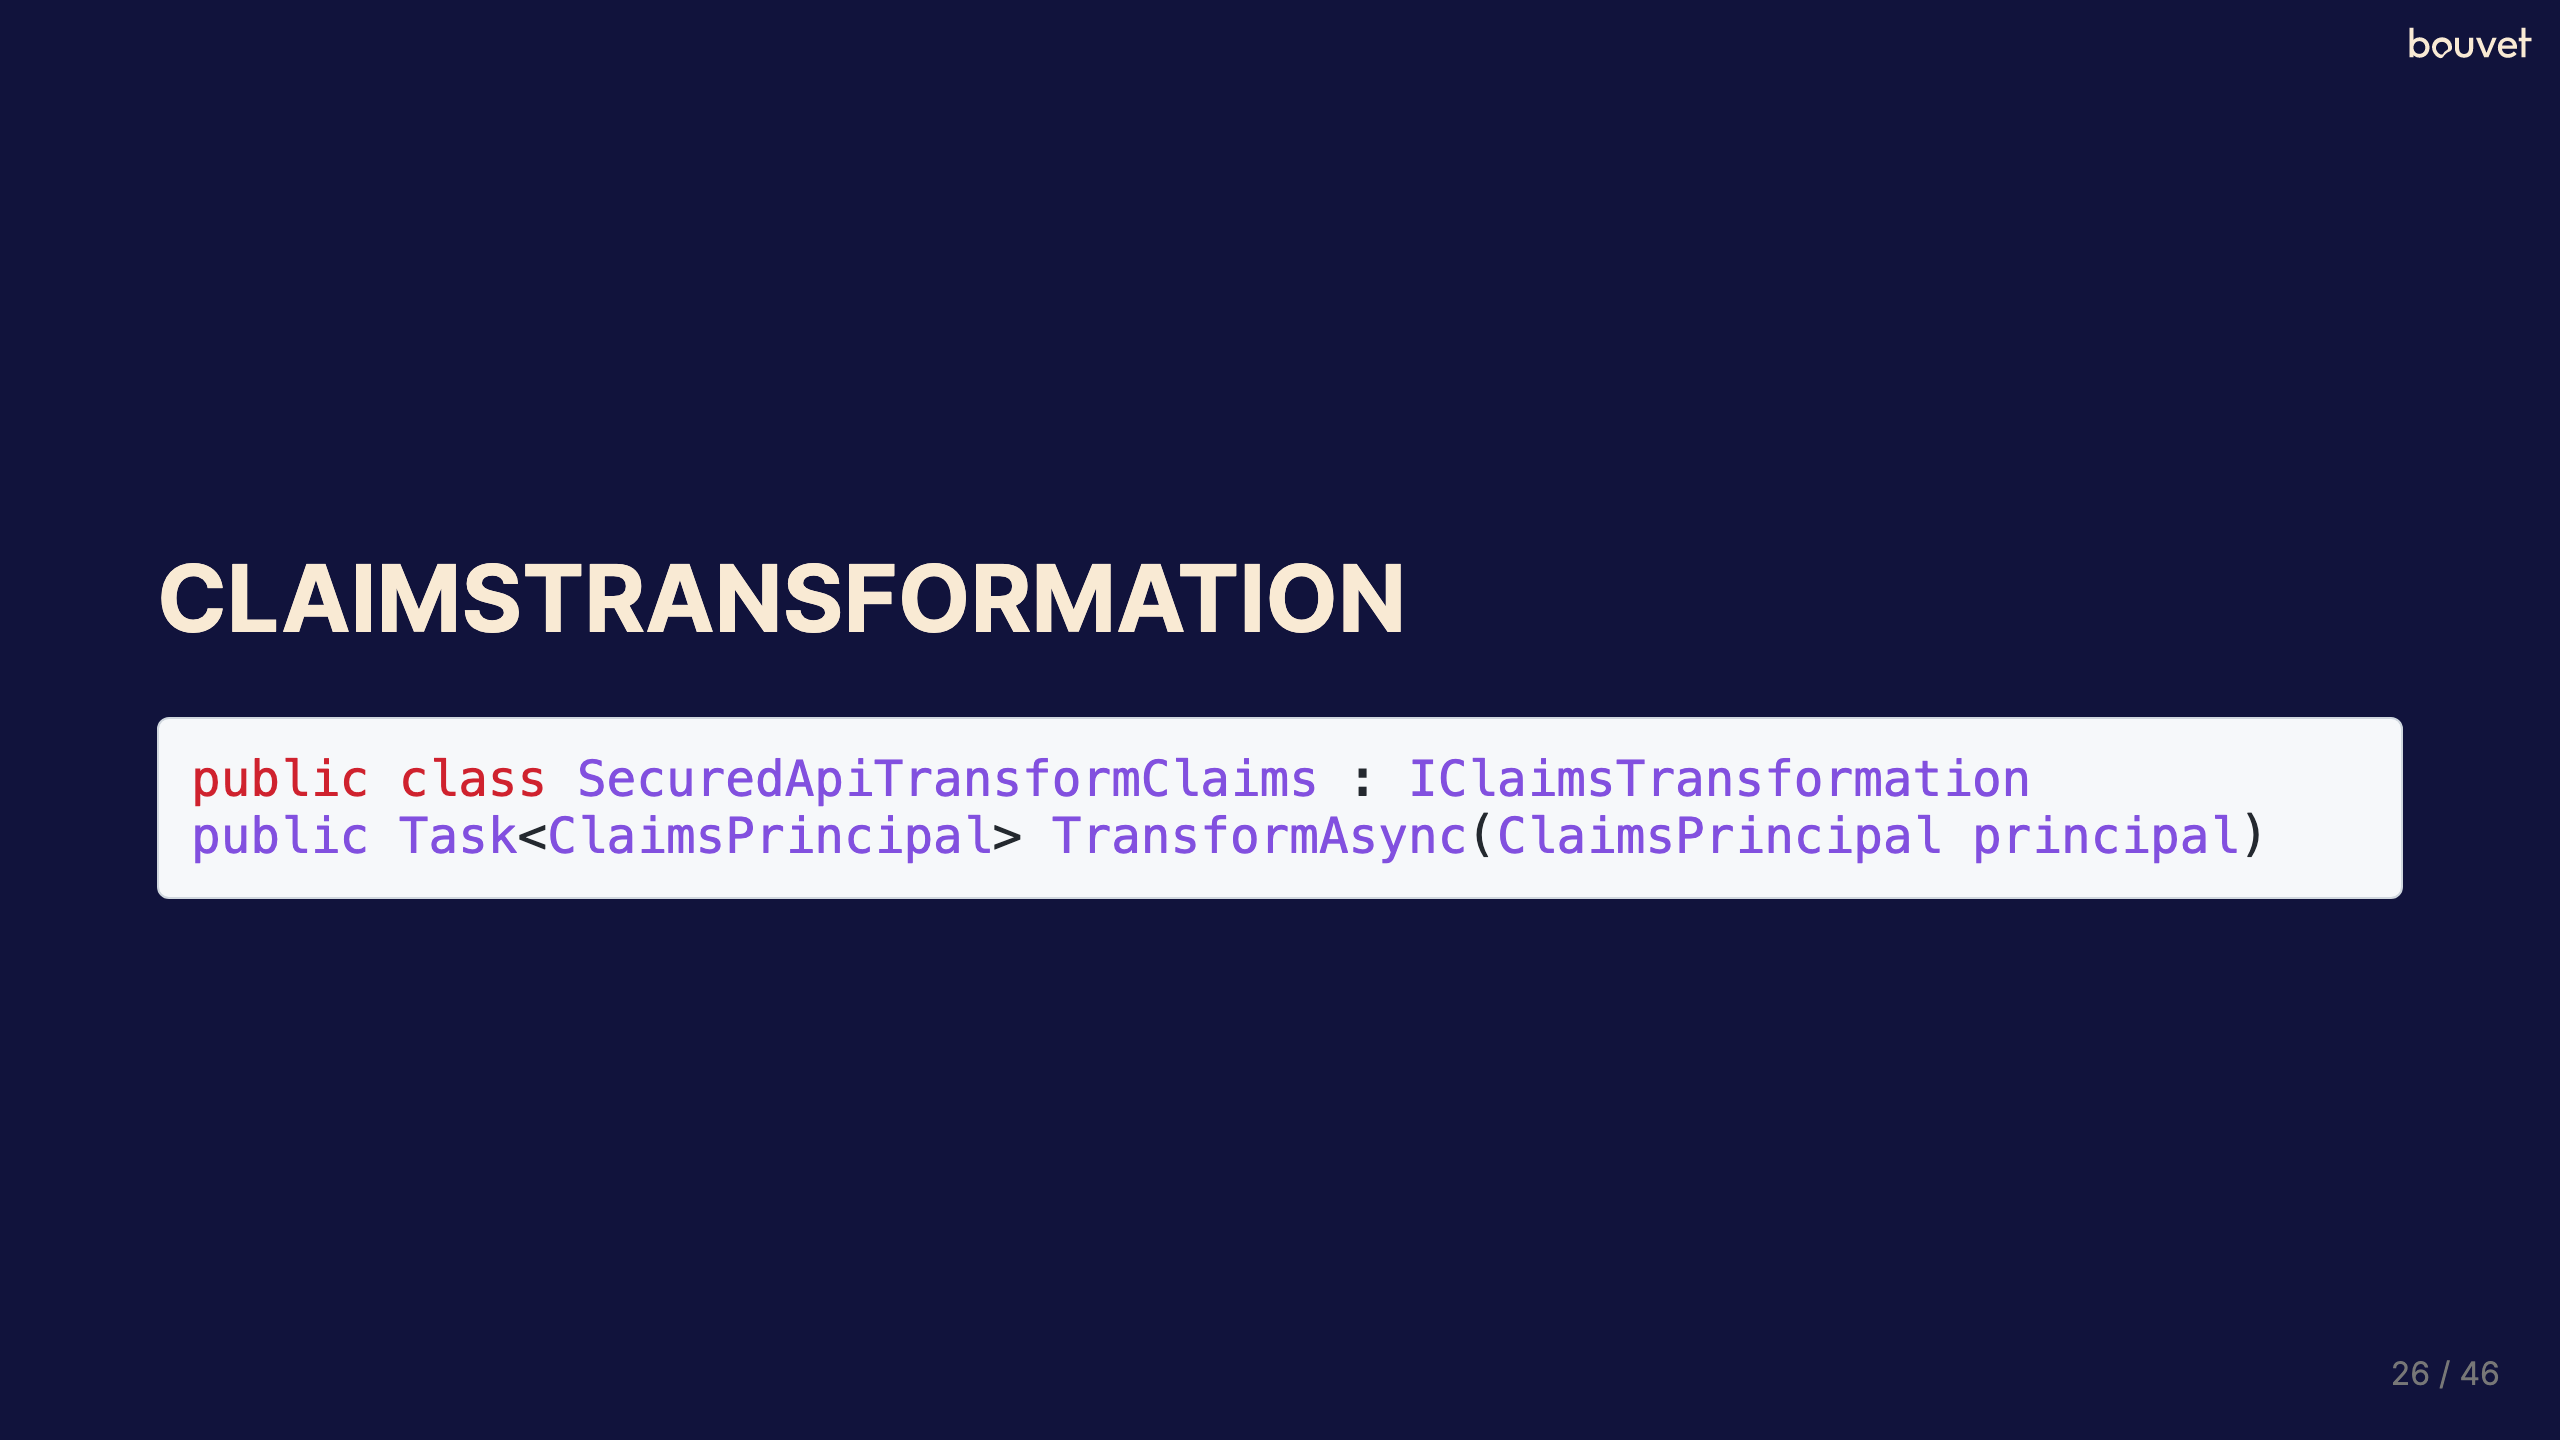 bouvet
CLAIMSTRANSFORMATION
public class SecuredApiTransformClaims : IClaimsTransformation
public Task<ClaimsPrincipal> TransformAsync(ClaimsPrincipal principal)
26 / 46